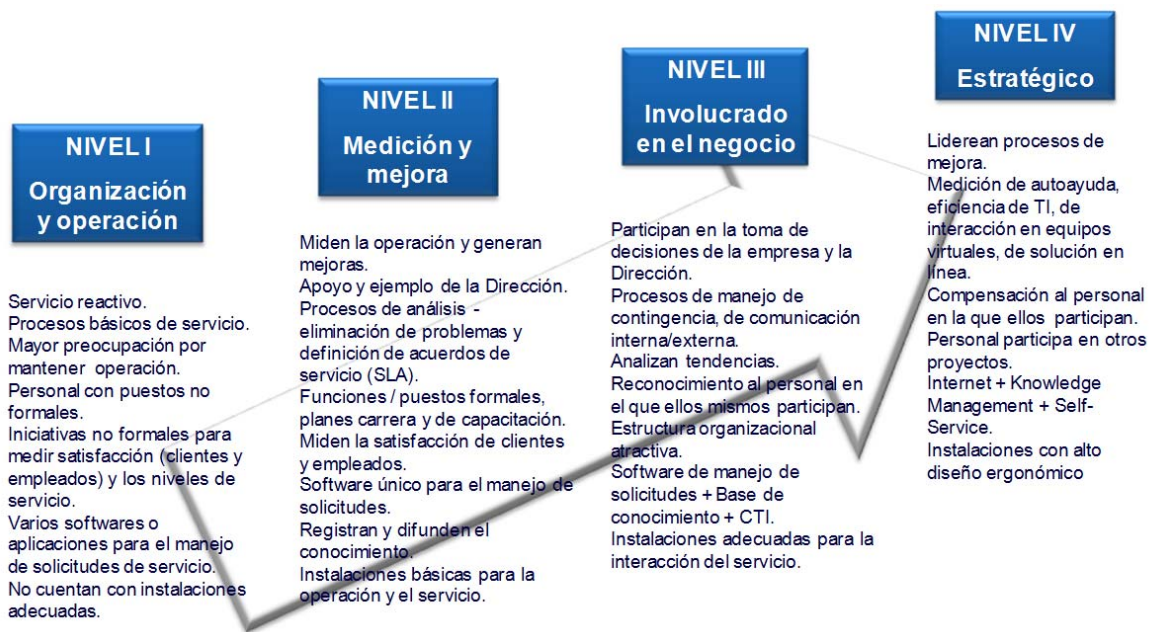 NIVEL I
Organización
y operación
Servicio reactivo.
Procesos básicos de servicio.
Mayor preocupación por
mantener operación.
Personal con puestos no
formales.
Iniciativas no formales para
medir satisfacción (clientes y
empleados) y los niveles de
servicio.
Varios softwares o
aplicaciones para el manejo
de solicitudes de servicio.
No cuentan con instalaciones
adecuadas.
NIVEL II
Medición y
mejora
Miden la operación y generan
mejoras.
Apoyo y ejemplo de la Dirección.
Procesos de análisis -
eliminación de problemas y
definición de acuerdos de
servicio (SLA).
Funciones / puestos formales,
planes carrera y de capacitación.
Miden la satisfacción de clientes
y empleados.
Software único para el manejo de
solicitudes.
Registran y difunden el
conocimiento.
Instalaciones básicas para la
operación y el servicio.
NIVEL III
Involucrado
en el negocio
Participan en la toma de
decisiones de la empresa y la
Dirección.
Procesos de manejo de
contingencia, de comunicación
interna/externa.
Analizan tendencias.
Reconocimiento al personal en
el que ellos mismos participan.
Estructura organizacional
atractiva.
Software de manejo de
solicitudes + Base de
conocimiento + CTI.
Instalaciones adecuadas para la
interacción del servicio.
NIVEL IV
Estratégico
Liderean procesos de
mejora.
Medición de autoayuda,
eficiencia de TI, de
interacción en equipos
virtuales, de solución en
línea.
Compensación al personal
en la que ellos participan.
Personal participa en otros
proyectos.
Internet + Knowledge
Management + Self-
Service.
Instalaciones con alto
diseño ergonómico